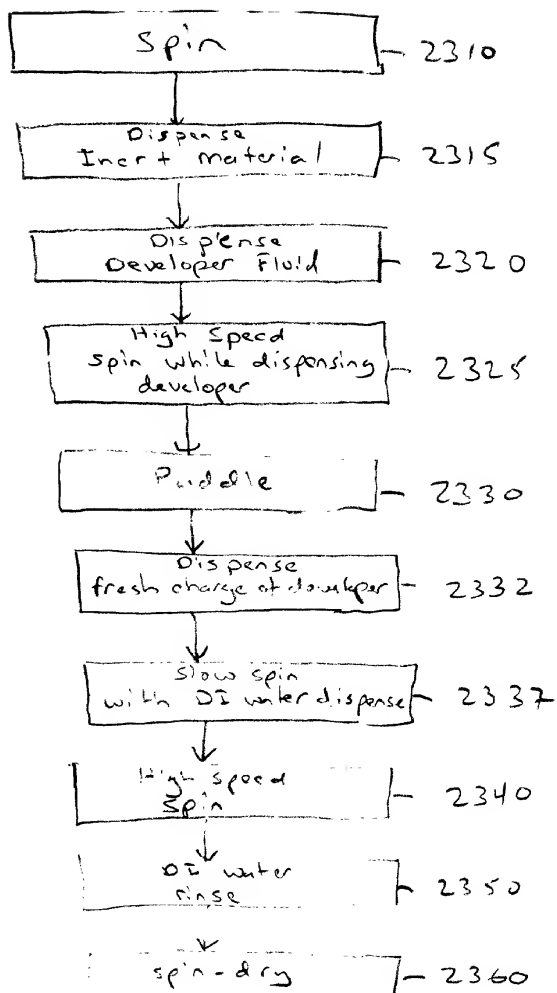 Spin
2310
Dispense
Inert material
2315
Dispense
Developer Fluid
2320
High Speed
spin while dispensing
developer
2325
Puddle
2330
Dispense
fresh charge of developer
2332
Slow spin
with DI water dispense
2337
High speed
spin
2340
DI water
rinse
2350
spin-dry
2360